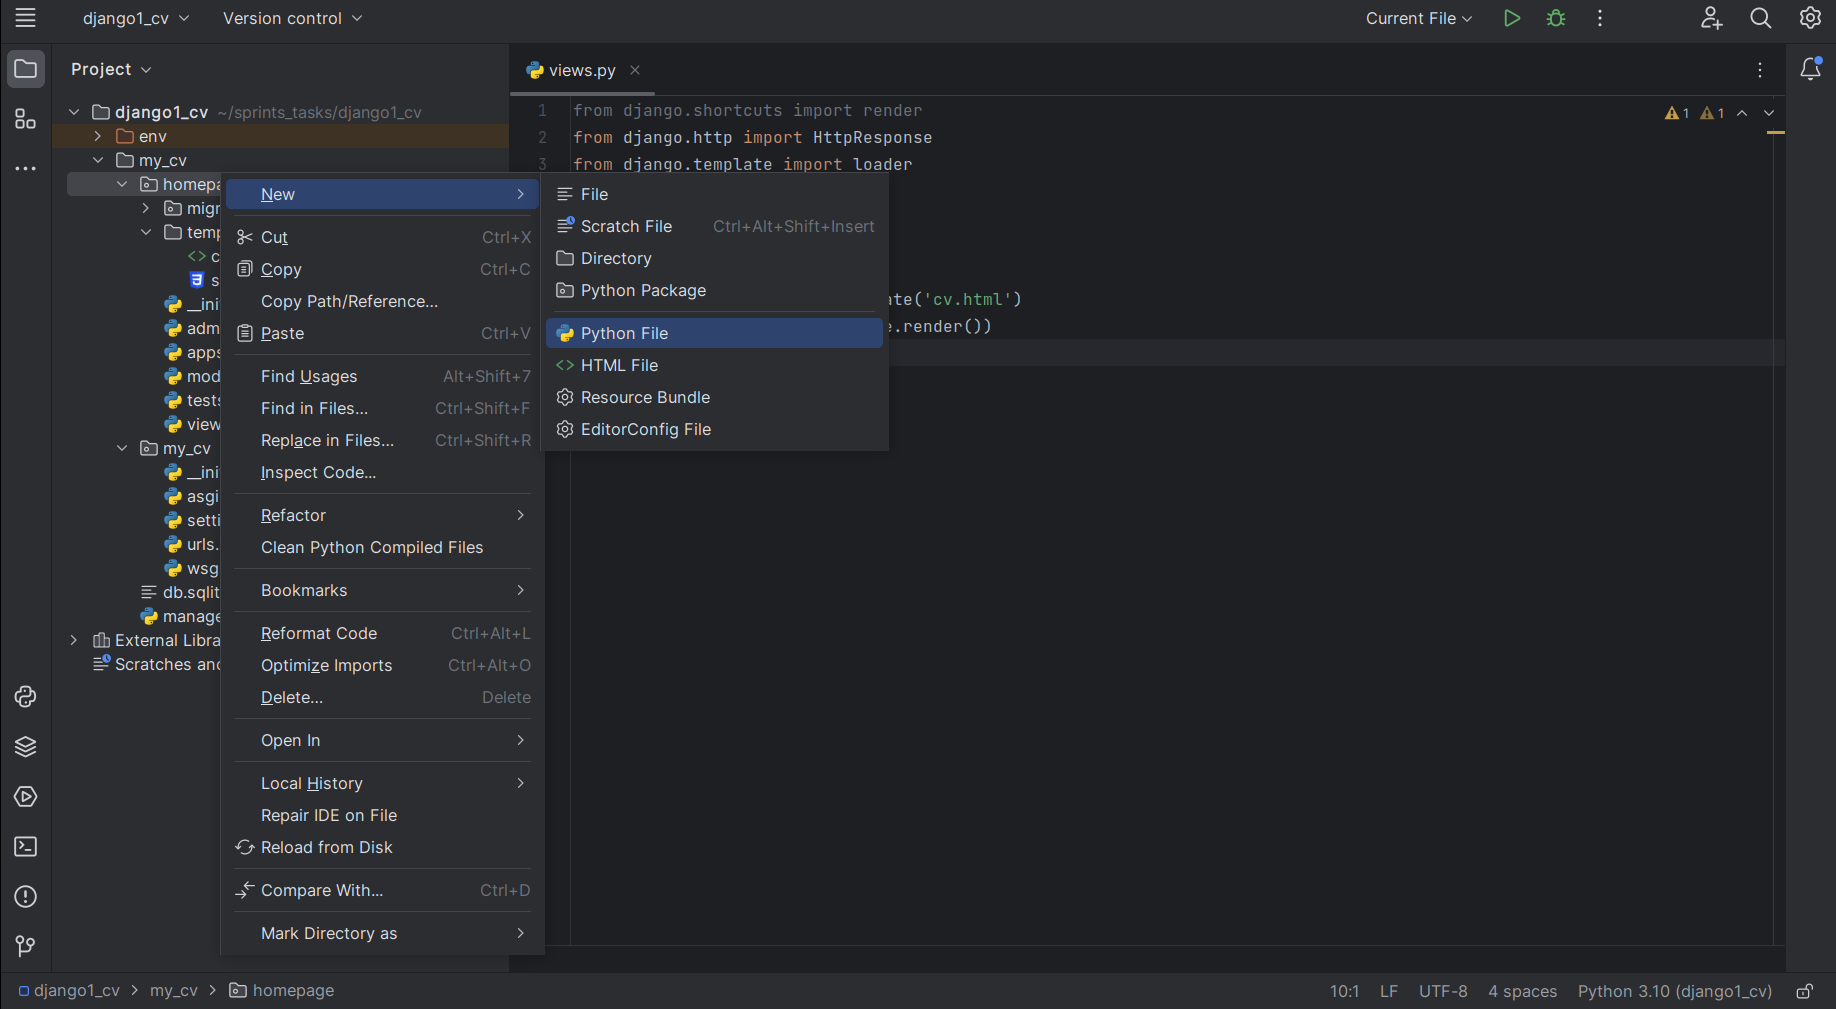 django1_cv
Version control
Current File
Project
views.py
django1_cv ~/sprints_tasks/django1_cv
env
my_cv
homepa
migr
temp
c
s
__ini
adm
apps
mod
tests
view
my_cv
__ini
asgi
setti
urls.
wsg
db.sqlit
manage
External Libra
Scratches and
New
Cut Ctrl+X
Copy Ctrl+C
Copy Path/Reference...
Paste Ctrl+V
Find Usages Alt+Shift+7
Find in Files... Ctrl+Shift+F
Replace in Files... Ctrl+Shift+R
Inspect Code...
Refactor
Clean Python Compiled Files
Bookmarks
Reformat Code Ctrl+Alt+L
Optimize Imports Ctrl+Alt+O
Delete... Delete
Open In
Local History
Repair IDE on File
Reload from Disk
Compare With... Ctrl+D
Mark Directory as
File
Scratch File Ctrl+Alt+Shift+Insert
Directory
Python Package
Python File
HTML File
Resource Bundle
EditorConfig File
1 from django.shortcuts import render
2 from django.http import HttpResponse
3 from django.template import loader
ate('cv.html')
e.render())
1 1
django1_cv > my_cv > homepage
10:1 LF UTF-8 4 spaces Python 3.10 (django1_cv)